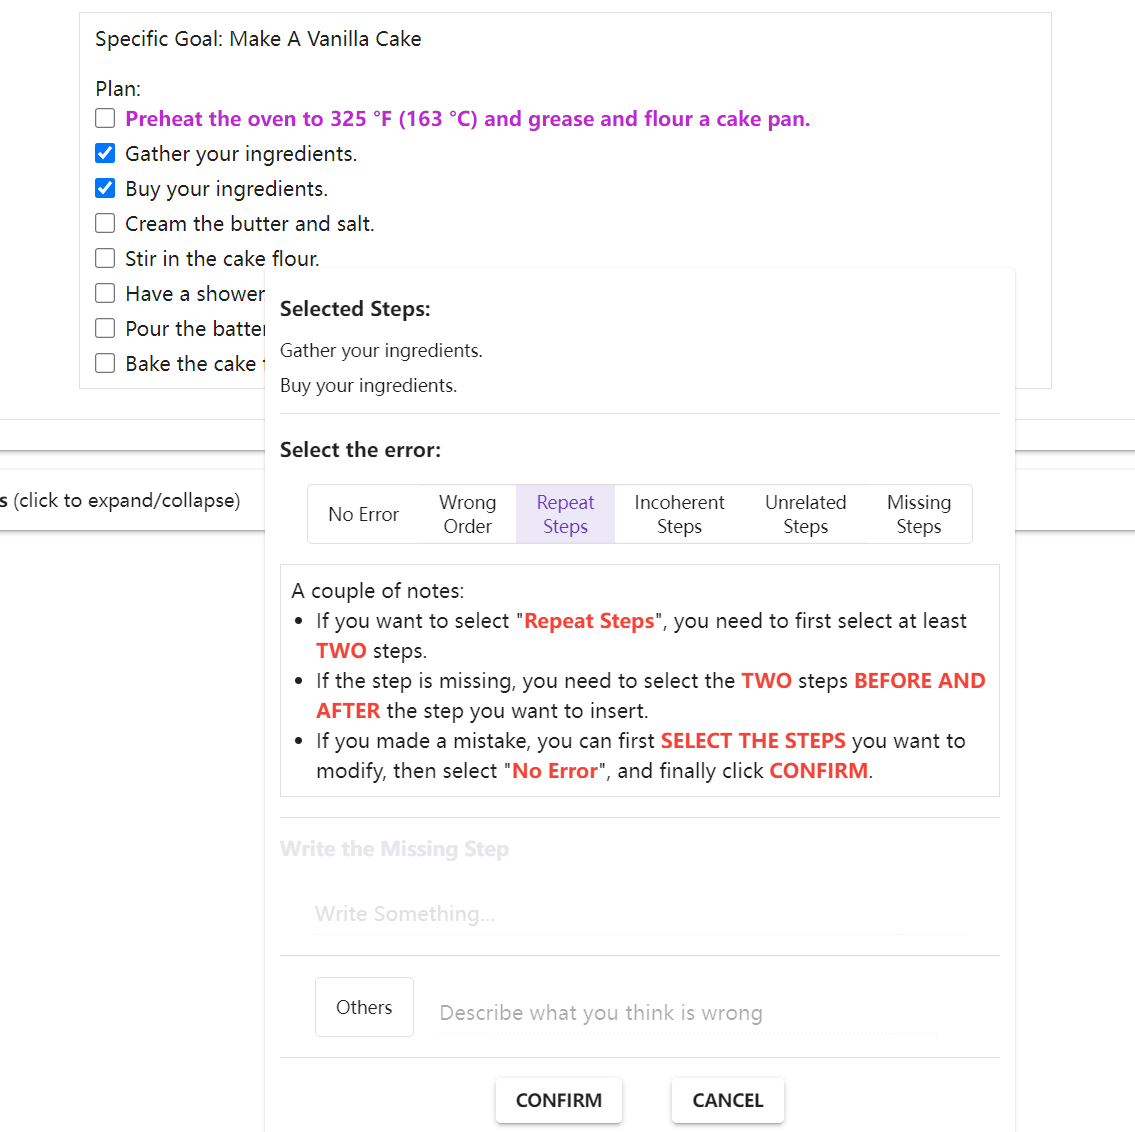 Specific Goal: Make A Vanilla Cake
Plan:
Preheat the oven to 325 °F (163 °C) and grease and flour a cake pan.
Gather your ingredients.
Buy your ingredients.
Cream the butter and salt.
Stir in the cake flour.
Have a shower
Pour the batter
Bake the cake
s (click to expand/collapse)
Selected Steps:
Gather your ingredients.
Buy your ingredients.
Select the error:
No Error
Wrong Order
Repeat Steps
Incoherent Steps
Unrelated Steps
Missing Steps
A couple of notes:
If you want to select "Repeat Steps", you need to first select at least
TWO steps.
If the step is missing, you need to select the TWO steps BEFORE AND
AFTER the step you want to insert.
If you made a mistake, you can first SELECT THE STEPS you want to
modify, then select "No Error", and finally click CONFIRM.
Write the Missing Step
Write Something...
Others
Describe what you think is wrong
CONFIRM
CANCEL